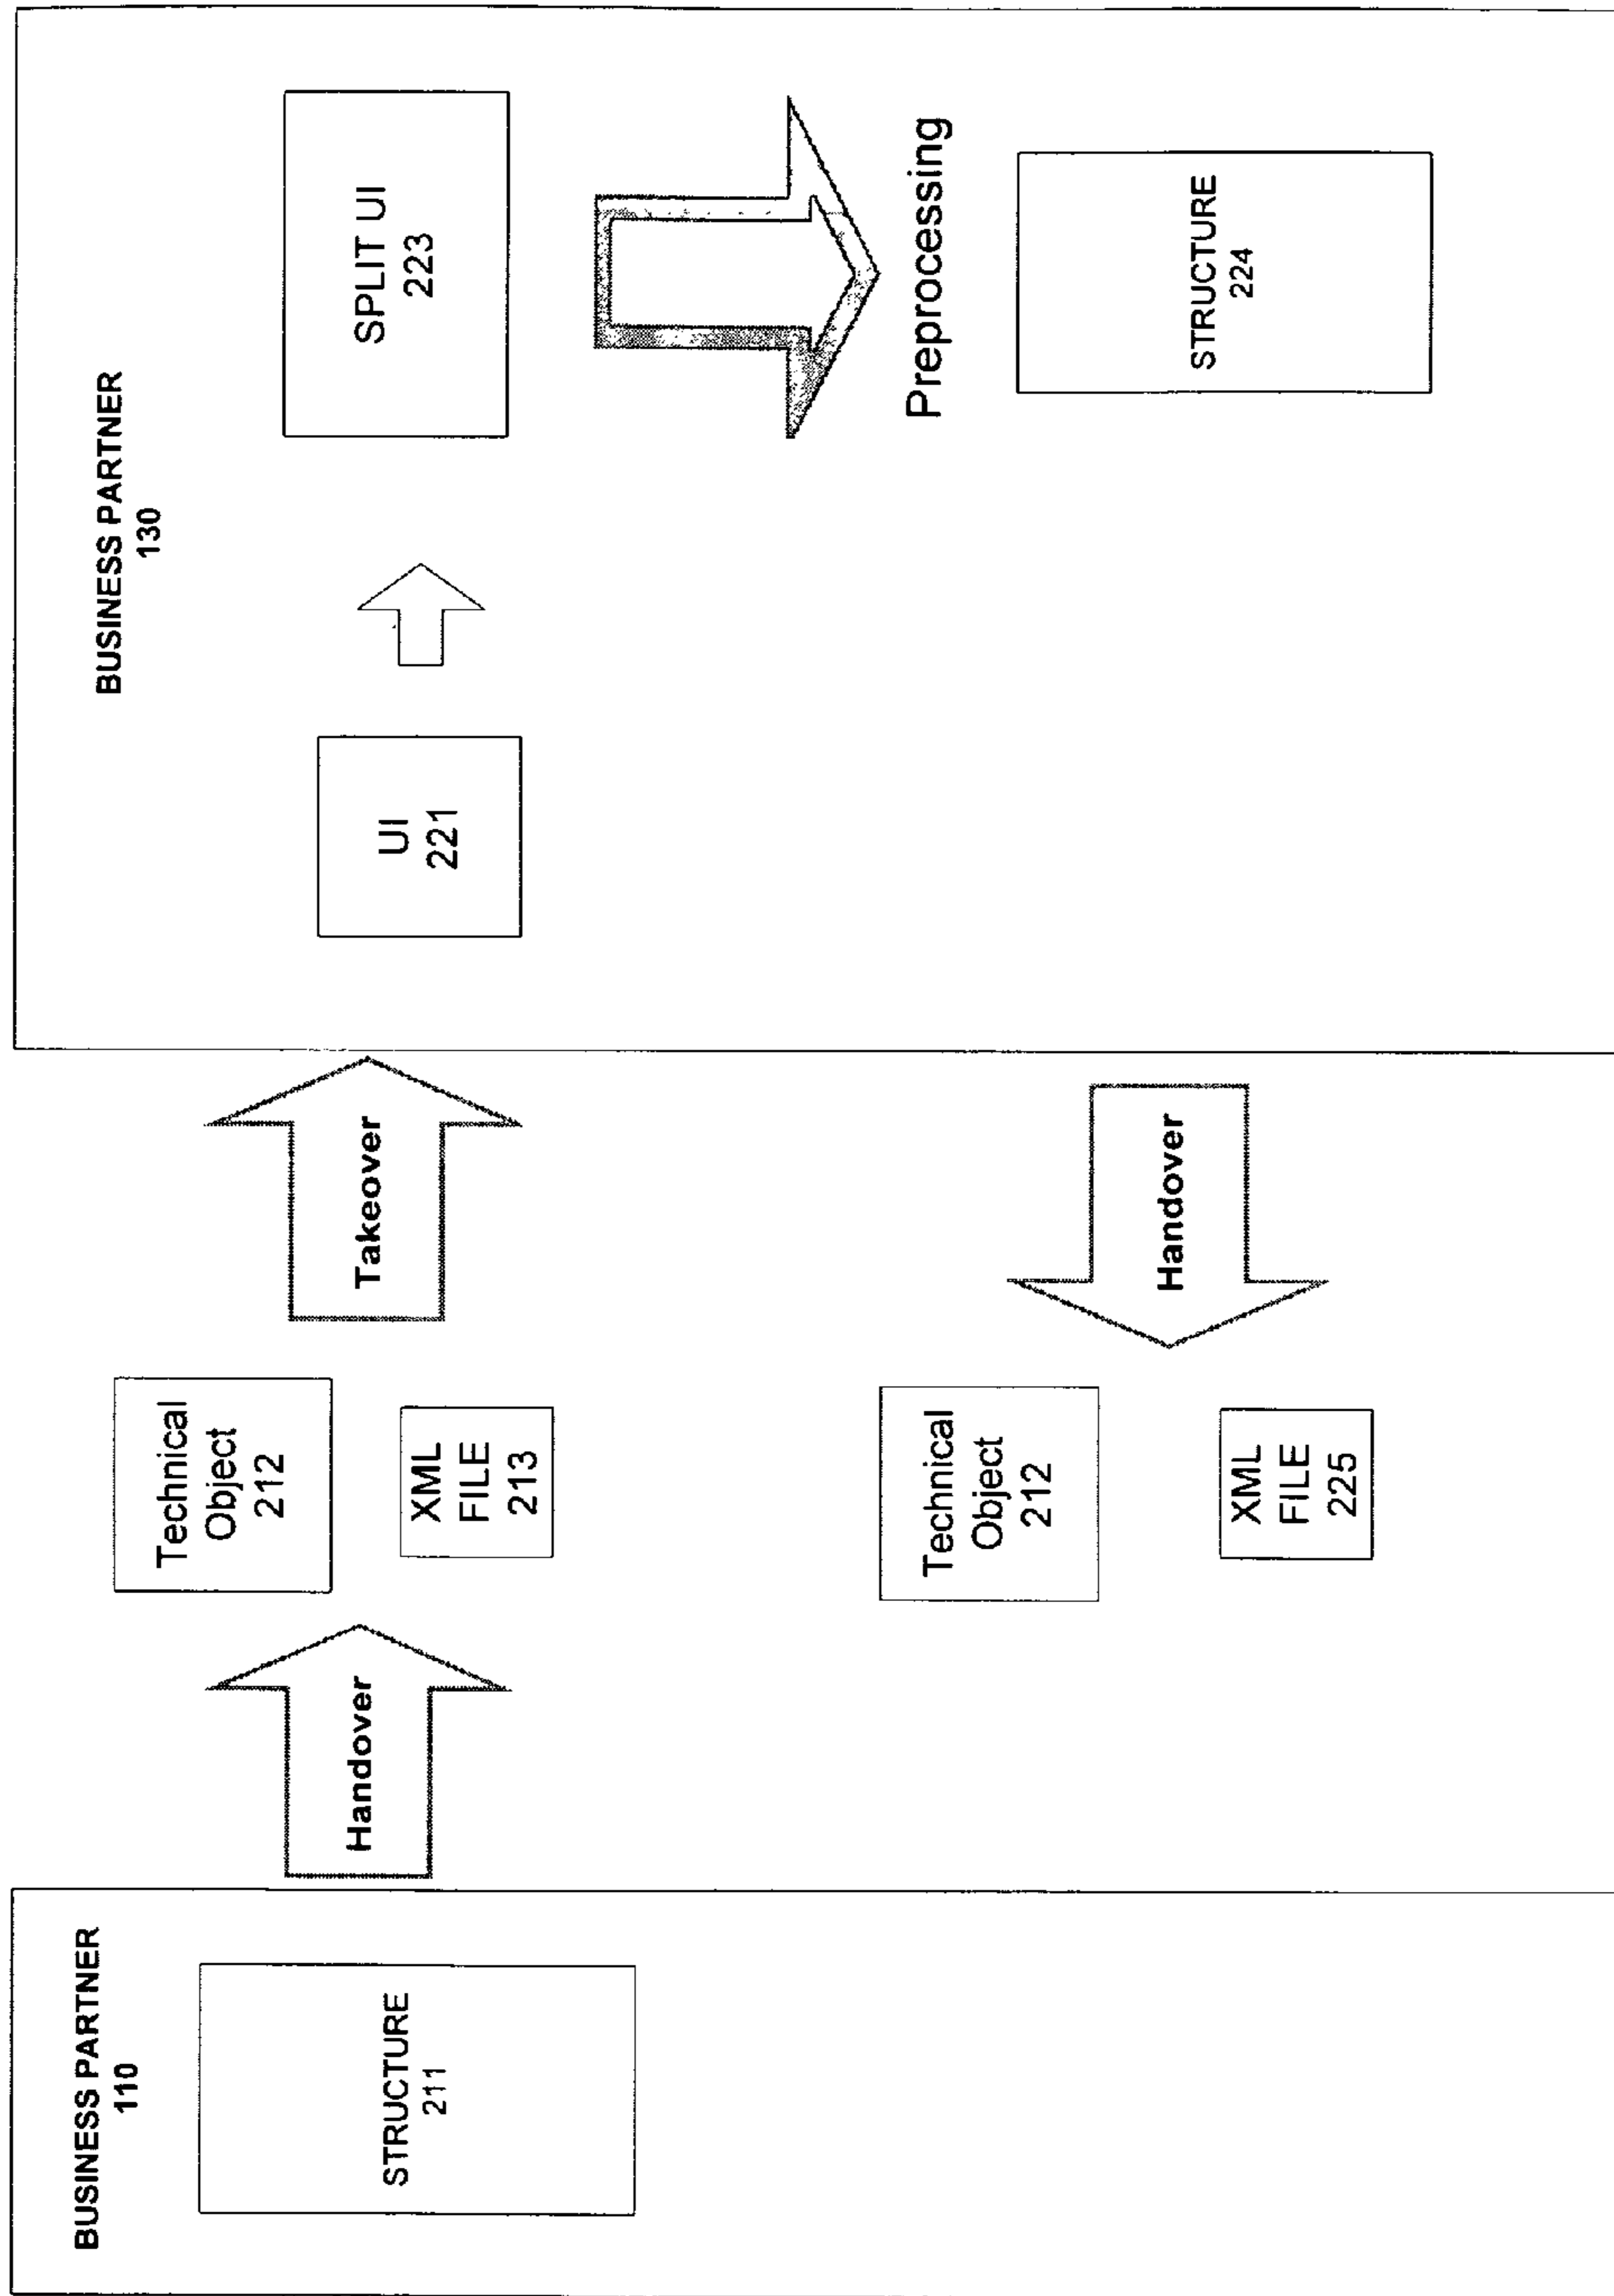 BUSINESS PARTNER
110
STRUCTURE
211
Handover
Technical
Object
212
XML
FILE
213
Takeover
BUSINESS PARTNER
130
UI
221
SPLIT UI
223
Preprocessing
STRUCTURE
224
Handover
Technical
Object
212
XML
FILE
225